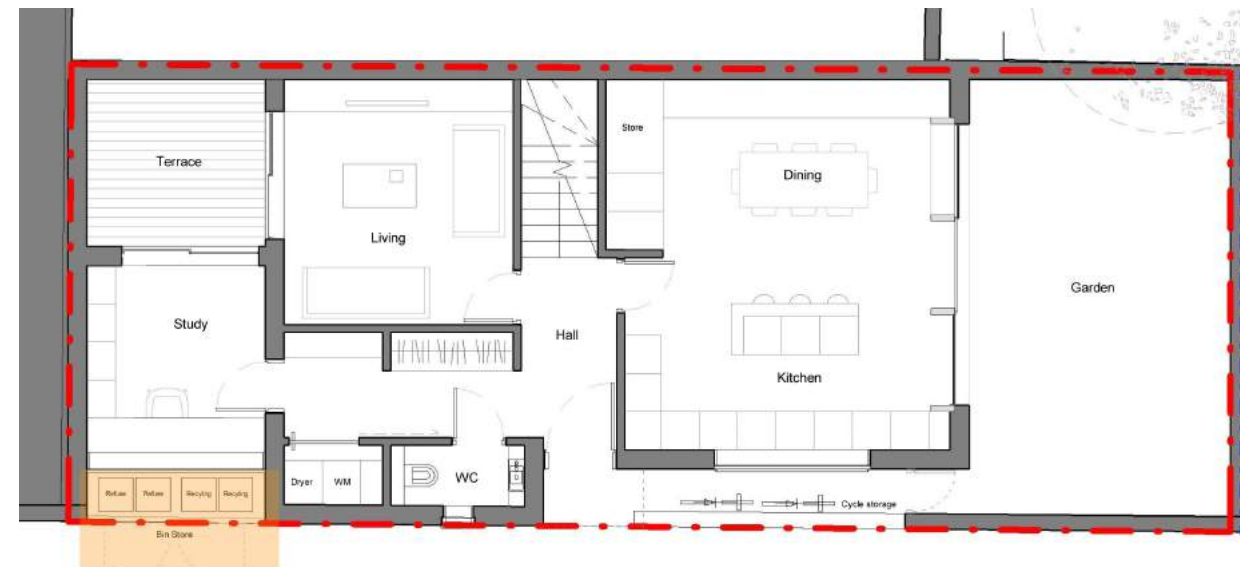 Terrace
Store
Dining
Living
Garden
Study
Hall
Kitchen
Dryer
WM
WC
Refuse
Refuse
Recyling
Recyling
Cycle storage
Bin Store